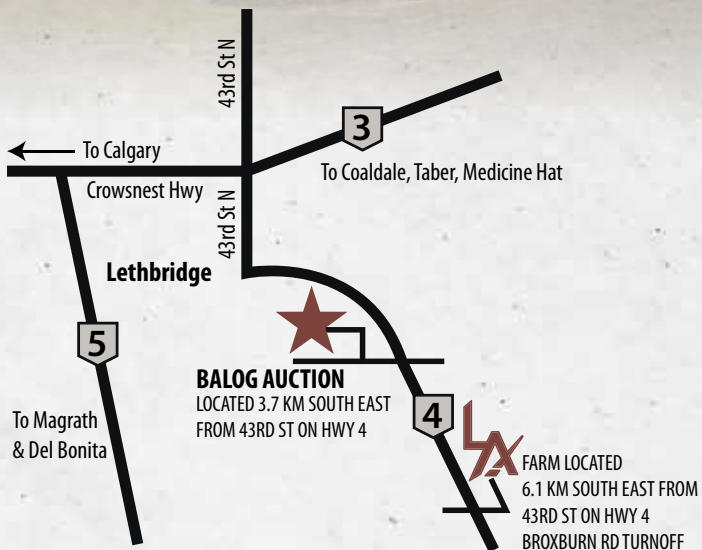 43rd St N
3
To Calgary
To Coaldale, Taber, Medicine Hat
Crowsnest Hwy
43rd St N
Lethbridge
5
BALOG AUCTION
LOCATED 3.7 KM SOUTH EAST
FROM 43RD ST ON HWY 4
4
To Magrath
& Del Bonita
LAX
FARM LOCATED
6.1 KM SOUTH EAST FROM
43RD ST ON HWY 4
BROXBURN RD TURNOFF